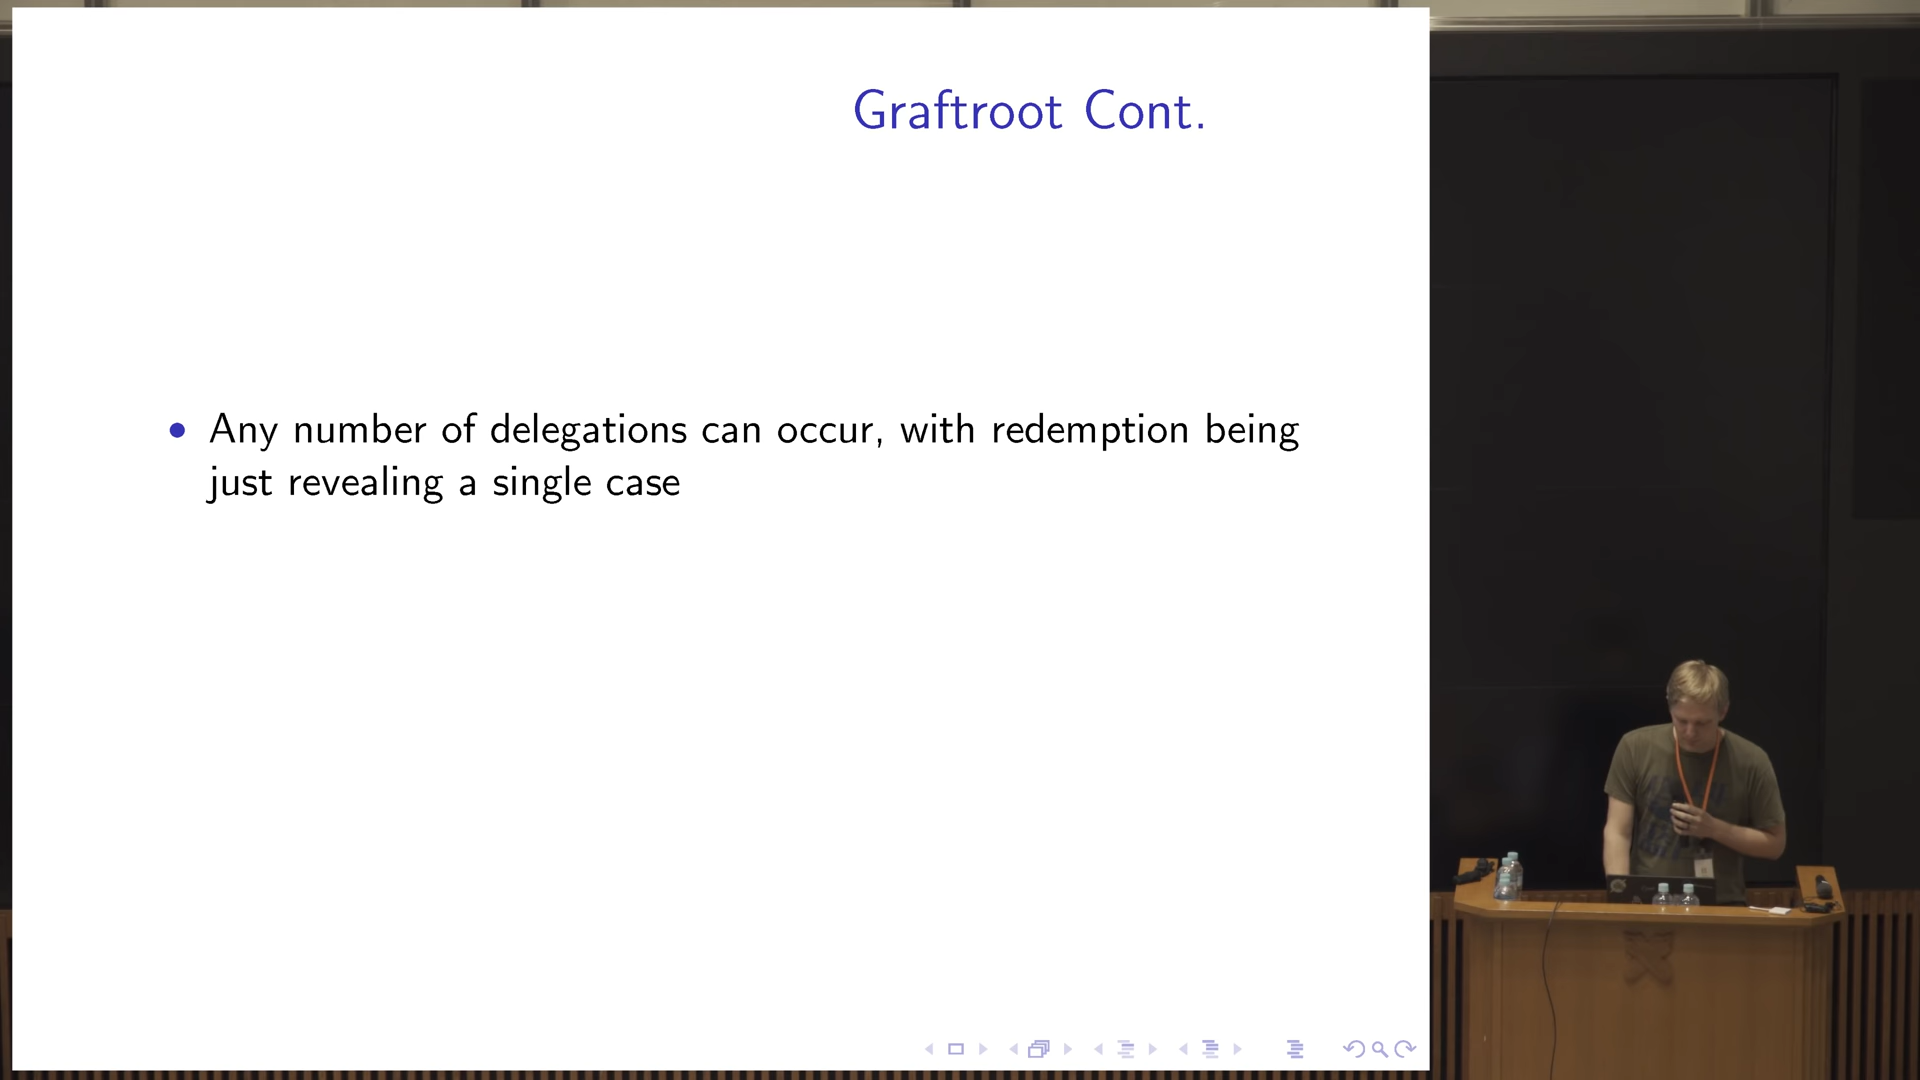 Graftroot Cont.
• Any number of delegations can occur, with redemption being
just revealing a single case